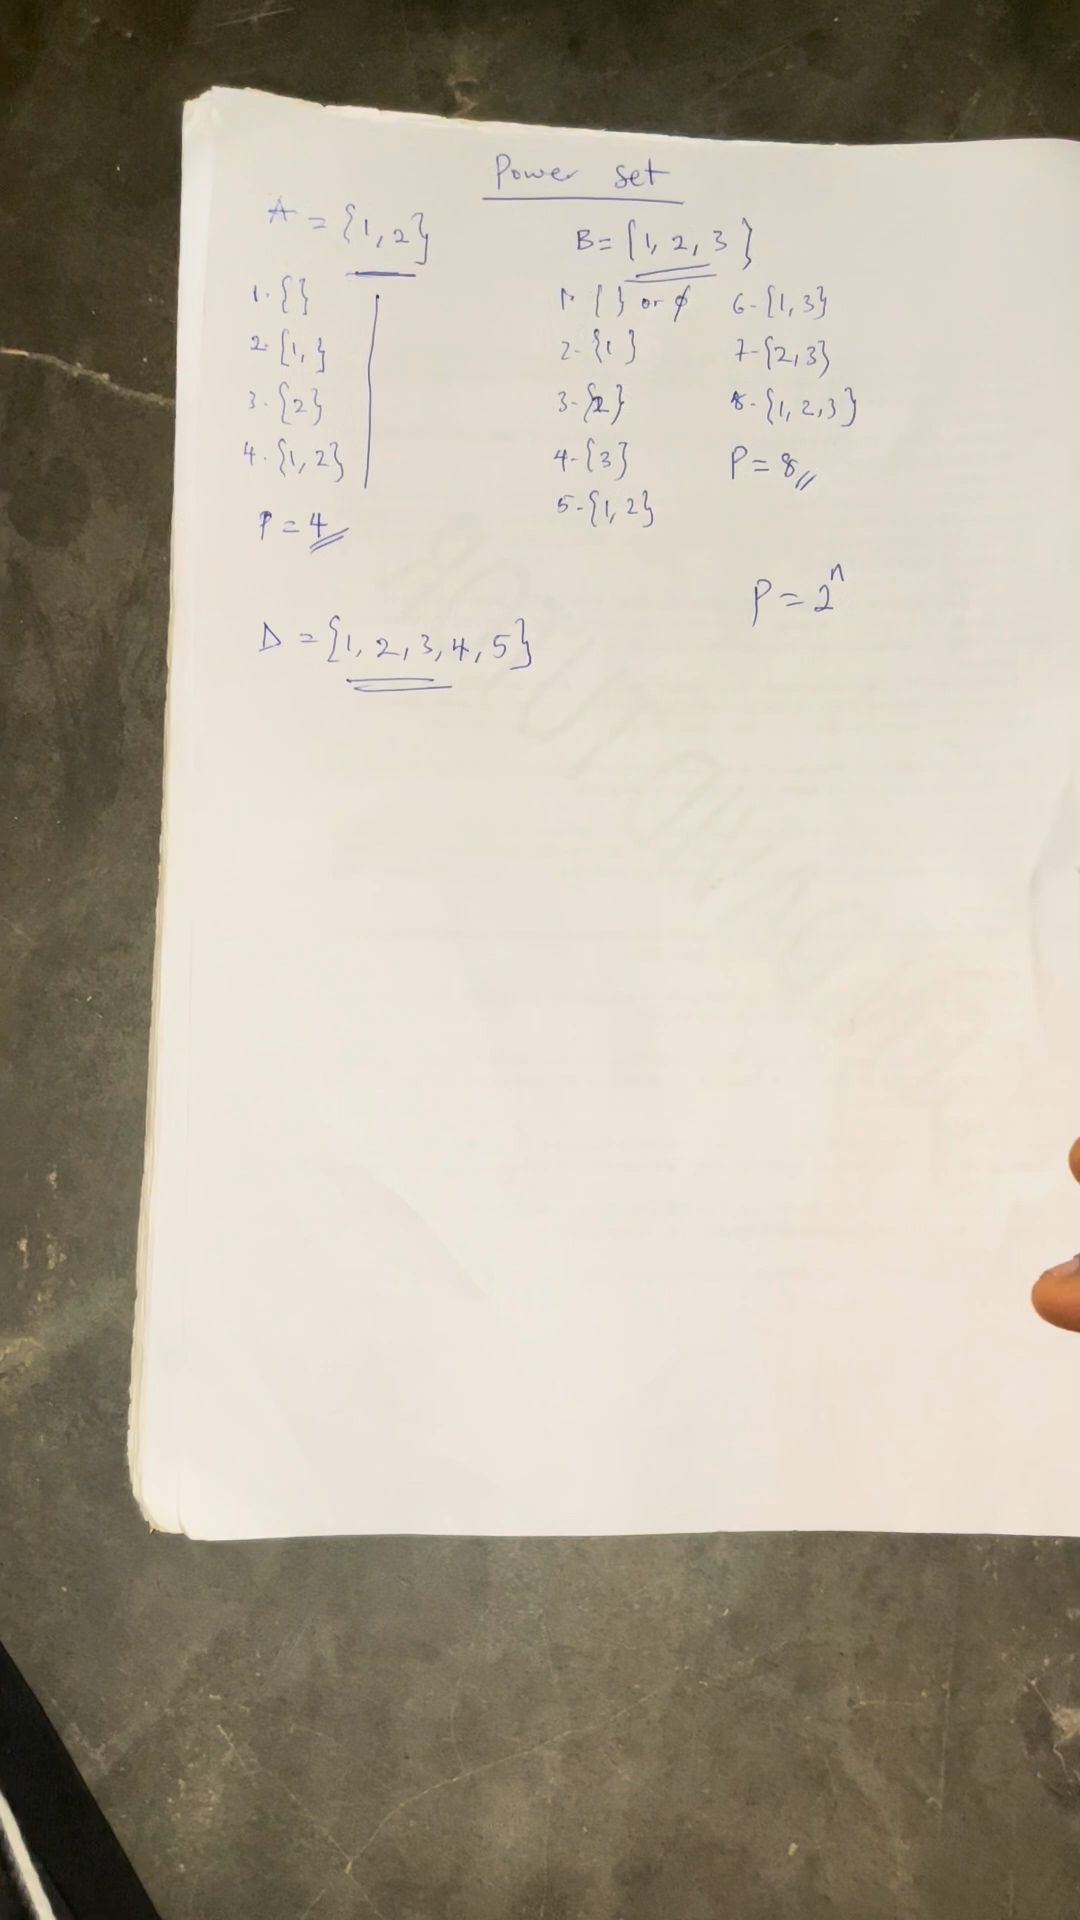 Power set
A = {1, 2}
1. {}
2. {1, }
3. {2}
4. {1, 2}
P = 4
B = {1, 2, 3}
1. { } or ϕ
2- {1}
3- {2}
4- {3}
5- {1, 2}
6- {1, 3}
7- {2, 3}
8- {1, 2, 3}
P = 8
P = 2ⁿ
D = {1, 2, 3, 4, 5}